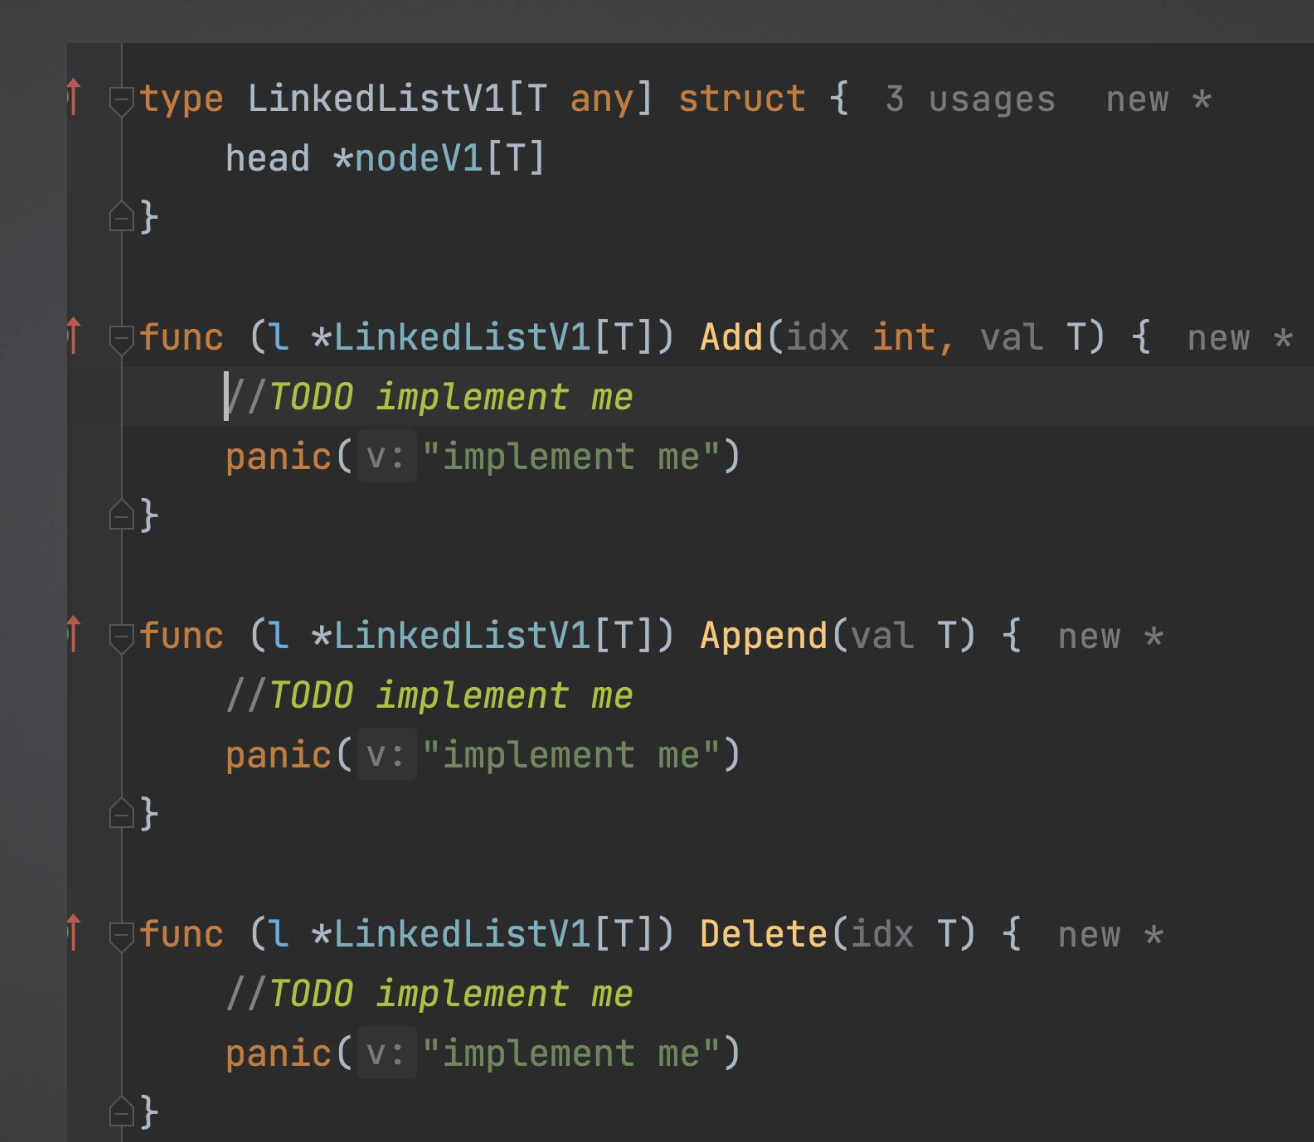 type LinkedListV1[T any] struct { 3 usages new *
head *nodeV1[T]
}
func (l *LinkedListV1[T]) Add(idx int, val T) { new *
//TODO implement me
panic( v: "implement me")
}
func (l *LinkedListV1[T]) Append(val T) { new *
//TODO implement me
panic( v: "implement me")
}
func (l *LinkedListV1[T]) Delete(idx T) { new *
//TODO implement me
panic( v: "implement me")
}